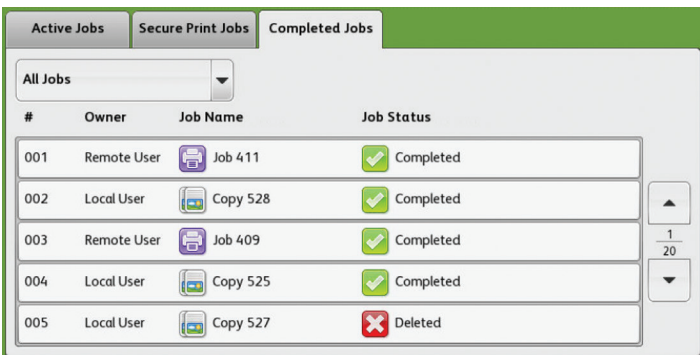 Active Jobs Secure Print Jobs Completed Jobs
All Jobs
# Owner Job Name Job Status
001 Remote User Job 411 Completed
002 Local User Copy 528 Completed
003 Remote User Job 409 Completed
1
20
004 Local User Copy 525 Completed
005 Local User Copy 527 Deleted